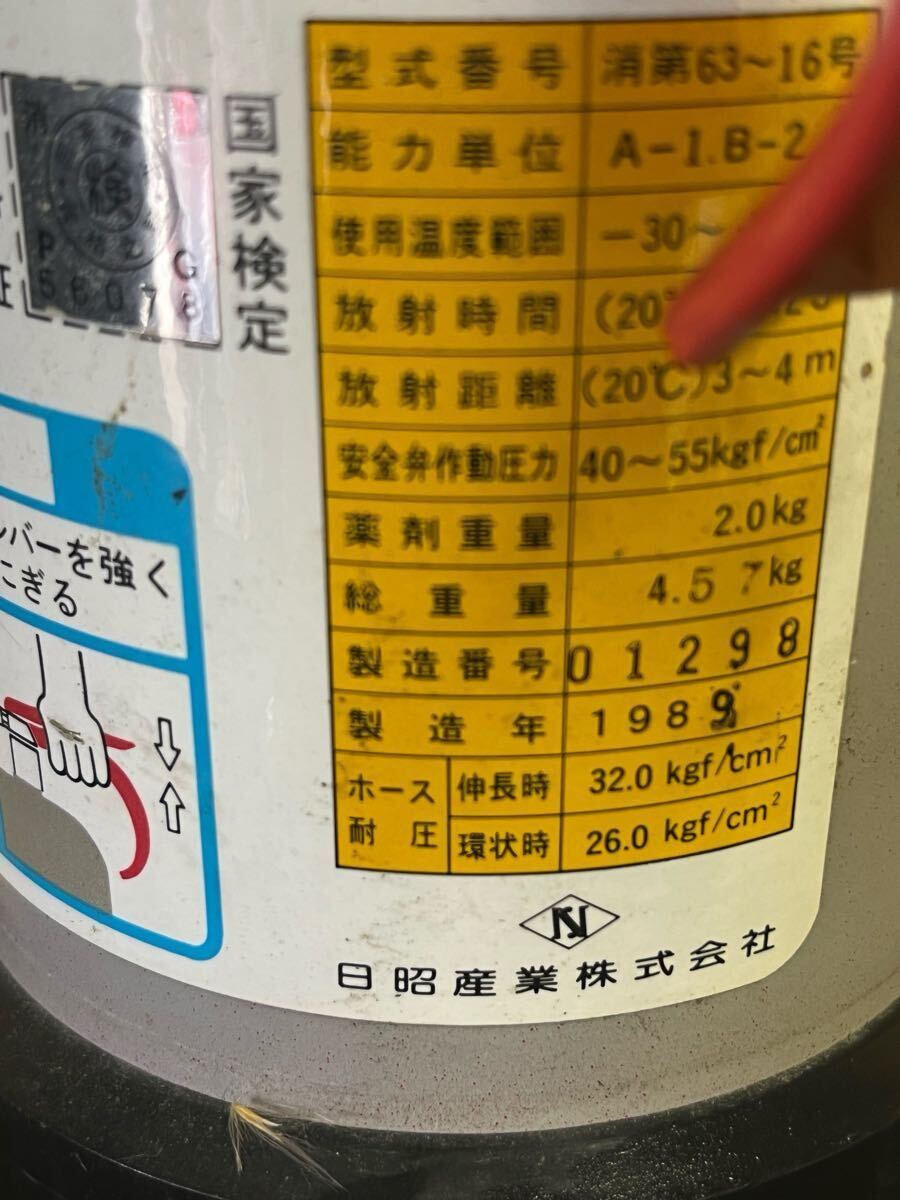 型式番号 消第63~16号
能力単位 A-1.B-2
使用温度範囲 -30~
放射時間 (20℃
放射距離 (20℃)3~4m
安全弁作動圧力 40~55kgf/cm²
薬剤重量 2.0kg
総重量 4.57kg
製造番号 01298
製造年 1989
ホース耐圧 伸長時 32.0 kgf/cm²
環状時 26.0 kgf/cm²
日昭産業株式会社
国家検定
消
検
P G
56078
証
レバーを強く
にぎる